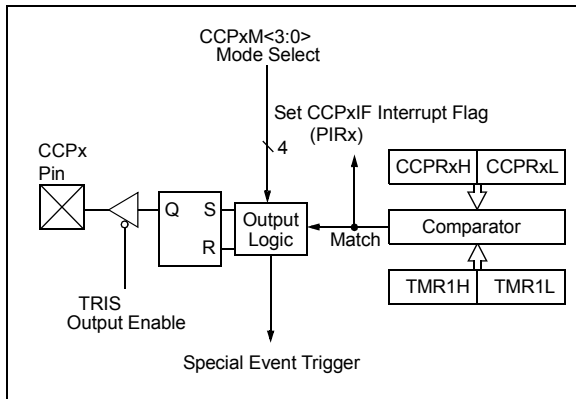 CCPxM<3:0>
Mode Select
Set CCPxIF Interrupt Flag
(PIRx)
4
CCPx
Pin
CCPRxH CCPRxL
Q S
R
Output
Logic
Match
Comparator
TRIS
Output Enable
TMR1H TMR1L
Special Event Trigger